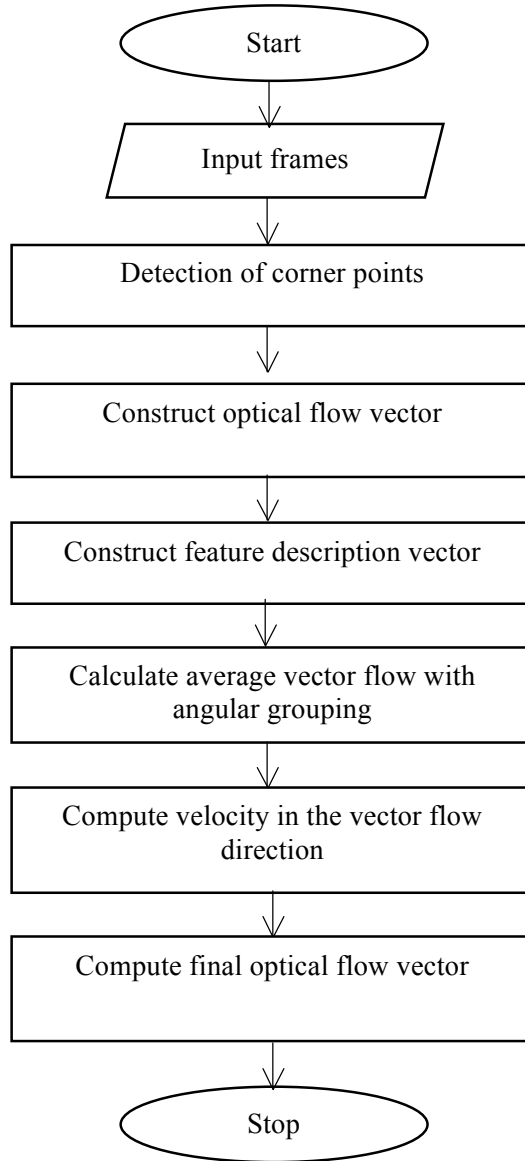 Start
Input frames
Detection of corner points
Construct optical flow vector
Construct feature description vector
Calculate average vector flow with
angular grouping
Compute velocity in the vector flow
direction
Compute final optical flow vector
Stop